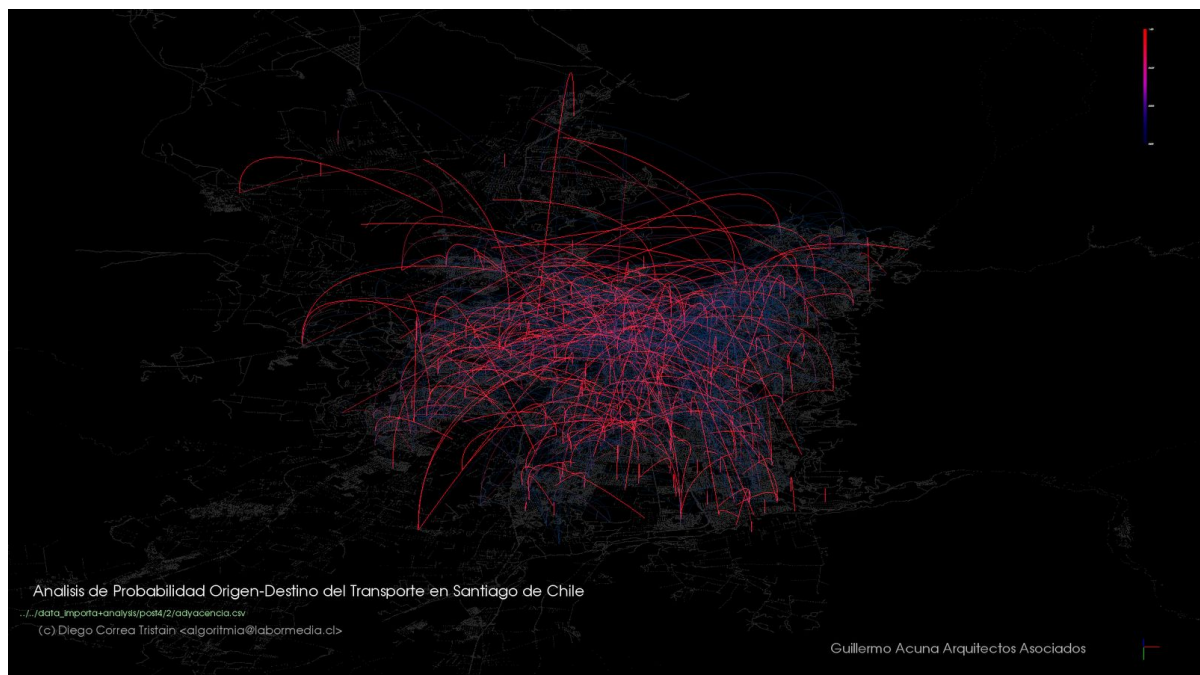 Analisis de Probabilidad Origen-Destino del Transporte en Santiago de Chile
../../data_importa+analysis/post4/2/adyacencia.csv
(c) Diego Correa Tristain <algoritmia@labormedia.cl>
Guillermo Acuna Arquitectos Asociados